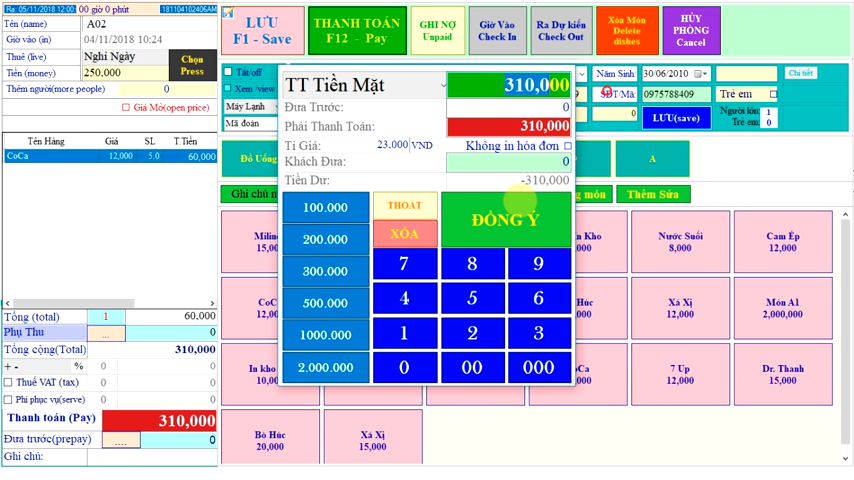 Ra: 05/11/2018 12:00: 00 giờ 0 phút
181104102406AM
Tên (name) A02
Giờ vào (in) 04/11/2018 10:24
Thuê (live) Nghỉ Ngày
Tiền (money) 250,000
Chọn
Press
Thêm người(more people) 0
Giá Mở(open price)
Tên Hàng Giá SL T.Tiền
CoCa 12,000 5.0 60,000
Tổng (total) 1 60,000
Phụ Thu ... 0
Tổng cộng(Total) 310,000
+ - % 0 0
Thuế VAT (tax) 0 0
Phí phục vụ(serve) 0 0
Thanh toán (Pay) 310,000
Đưa trước(prepay) .... 0
Ghi chú:
LƯU
F1 - Save
THANH TOÁN
F12 - Pay
GHI NỢ
Unpaid
Giờ Vào
Check In
Ra Dự kiến
Check Out
Xóa Món
Delete
dishes
HỦY
PHÒNG
Cancel
Tắt/off
Xem /view
Máy Lạnh
Mã đoàn
Năm Sinh: 30/06/2010
Chi tiết
SĐT/Mã: 0975788409
Trẻ em
0
LƯU(save)
Người lớn: 1
Trẻ em: 0
Đồ Uống
A
Ghi chú
món
Thêm Sửa
TT Tiền Mặt 310,000
Đưa Trước: 0
Phải Thanh Toán: 310,000
Tỉ Giá: 23,000 VND Không in hóa đơn
Khách Đưa: 0
Tiền Dư: -310,000
100.000
200.000
300.000
500.000
1000.000
2.000.000
THOÁT
XÓA
ĐỒNG Ý
7 8 9
4 5 6
1 2 3
0 00 000
Nước Suối
8,000
Cam Ép
12,000
Xá Xị
12,000
Món A1
2,000,000
7 Up
12,000
Dr. Thanh
15,000
In kho
Bò Húc
20,000
Xá Xị
15,000